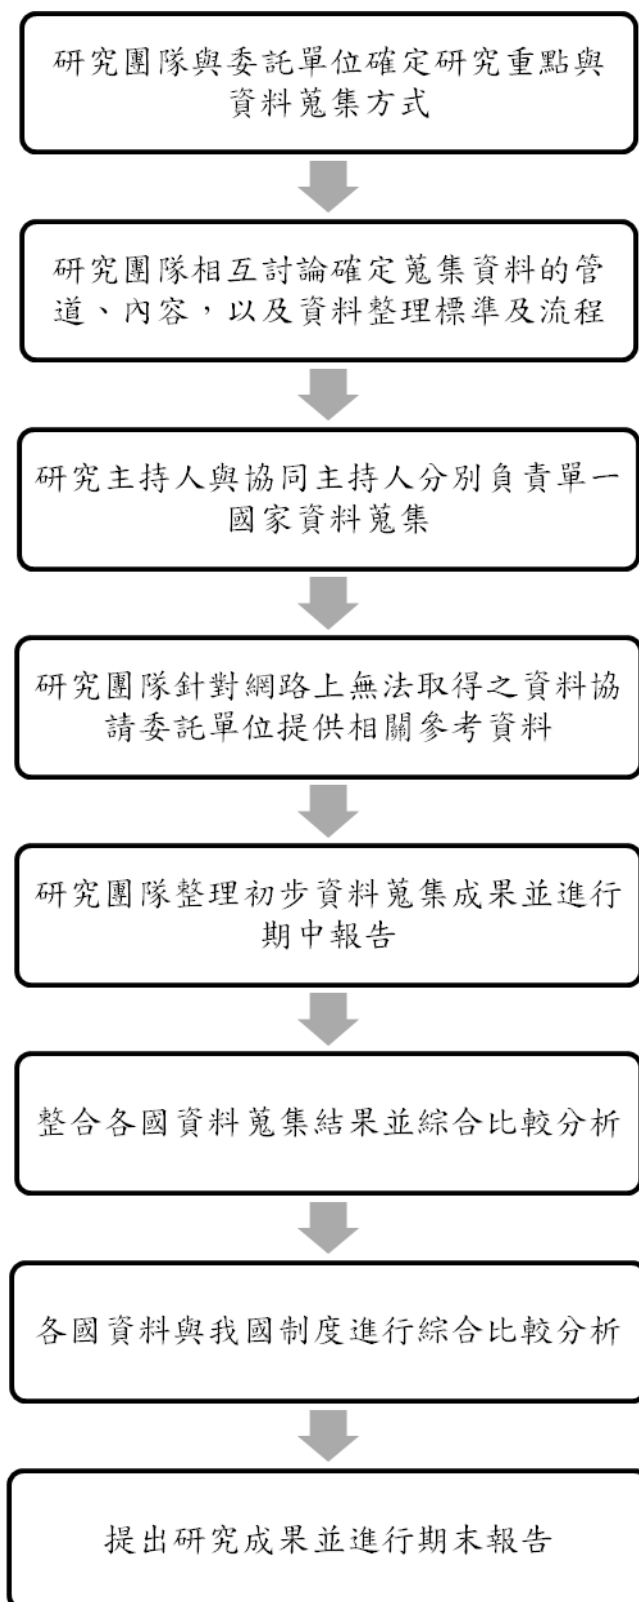 研究團隊與委託單位確定研究重點與
資料蒐集方式
研究團隊相互討論確定蒐集資料的管
道、內容，以及資料整理標準及流程
研究主持人與協同主持人分別負責單一
國家資料蒐集
研究團隊針對網路上無法取得之資料協
請委託單位提供相關參考資料
研究團隊整理初步資料蒐集成果並進行
期中報告
整合各國資料蒐集結果並綜合比較分析
各國資料與我國制度進行綜合比較分析
提出研究成果並進行期末報告